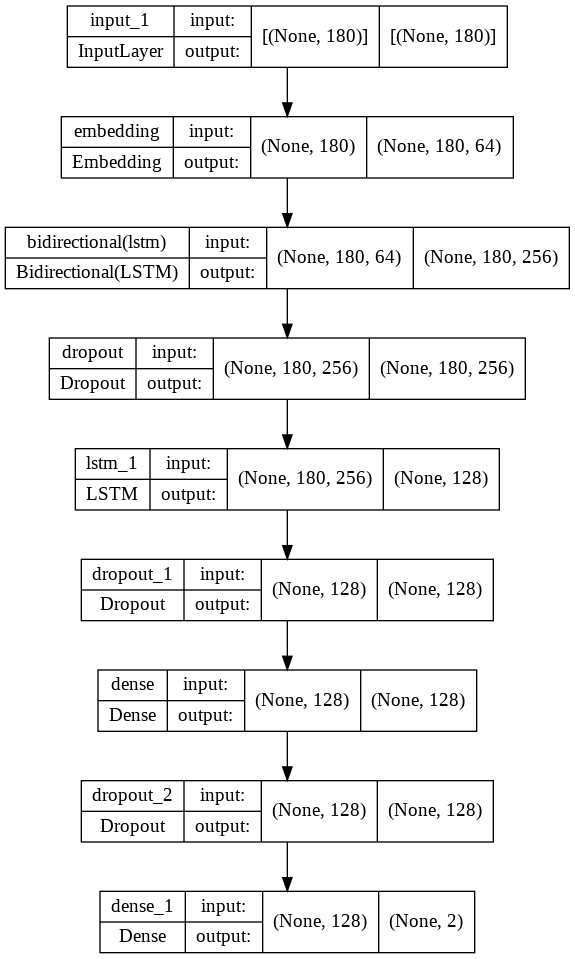 input_1 input: [(None, 180)] [(None, 180)]
InputLayer output:
embedding input: (None, 180) (None, 180, 64)
Embedding output:
bidirectional(lstm) input: (None, 180, 64) (None, 180, 256)
Bidirectional(LSTM) output:
dropout input: (None, 180, 256) (None, 180, 256)
Dropout output:
lstm_1 input: (None, 180, 256) (None, 128)
LSTM output:
dropout_1 input: (None, 128) (None, 128)
Dropout output:
dense input: (None, 128) (None, 128)
Dense output:
dropout_2 input: (None, 128) (None, 128)
Dropout output:
dense_1 input: (None, 128) (None, 2)
Dense output: